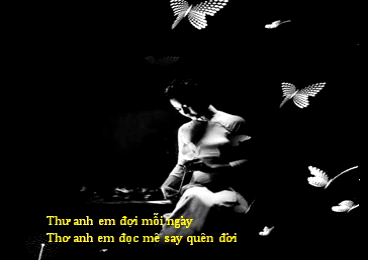 Thư anh em đợi mỗi ngày
Thơ anh em đọc mê say quên đời